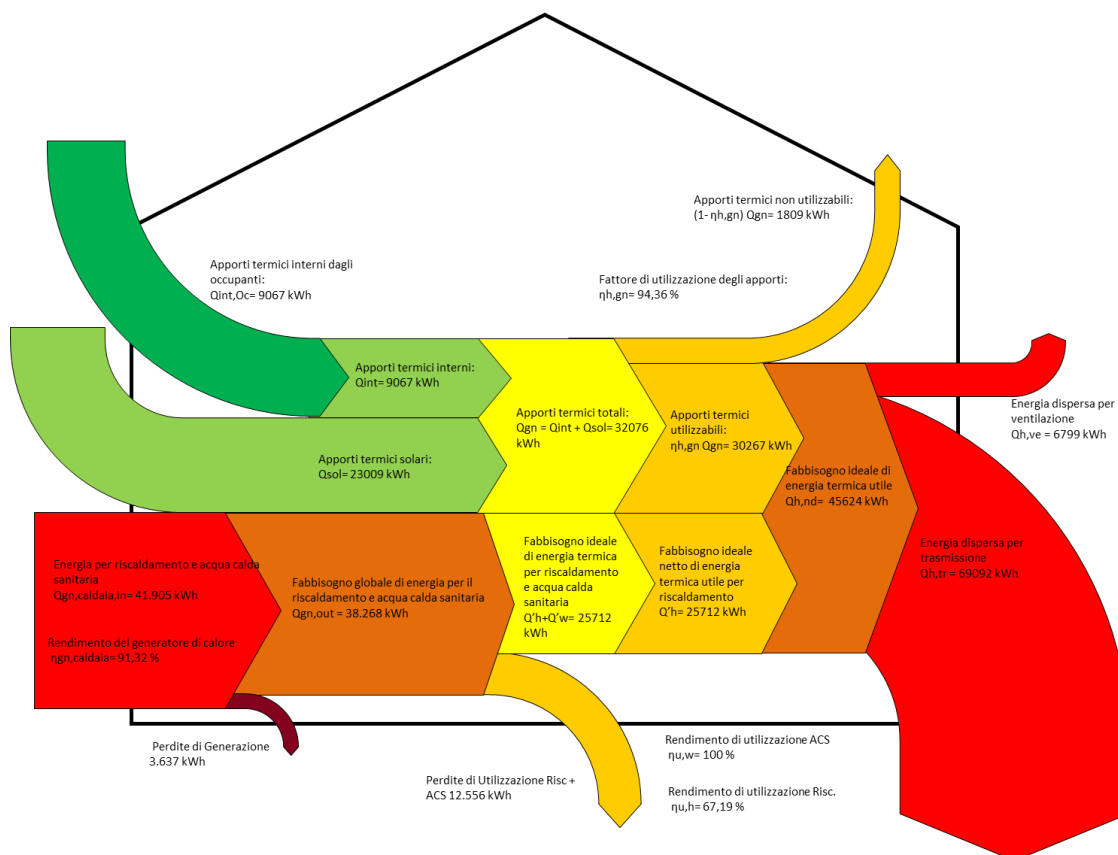 Apporti termici non utilizzabili:
(1- ηh,gn) Qgn= 1809 kWh
Apporti termici interni dagli
occupanti:
Qint,Oc= 9067 kWh
Fattore di utilizzazione degli apporti:
ηh,gn= 94,36 %
Apporti termici interni:
Qint= 9067 kWh
Energia dispersa per
ventilazione
Qh,ve = 6799 kWh
Apporti termici totali:
Qgn = Qint + Qsol= 32076
kWh
Apporti termici
utilizzabili:
ηh,gn Qgn= 30267 kWh
Apporti termici solari:
Qsol= 23009 kWh
Fabbisogno ideale di
energia termica utile
Qh,nd= 45624 kWh
Energia dispersa per
trasmissione
Qh,tr= 69092 kWh
Energia per riscaldamento e acqua calda
sanitaria
Qgn,caldaia,in= 41.905 kWh
Rendimento del generatore di calore
ηgn,caldaia= 91,32 %
Fabbisogno globale di energia per il
riscaldamento e acqua calda sanitaria
Qgn,out = 38.268 kWh
Fabbisogno ideale
di energia termica
per riscaldamento
e acqua calda
sanitaria
Q'h+Q'w= 25712
kWh
Fabbisogno ideale
netto di energia
termica utile per
riscaldamento
Q'h= 25712 kWh
Perdite di Generazione
3.637 kWh
Perdite di Utilizzazione Risc +
ACS 12.556 kWh
Rendimento di utilizzazione ACS
ηu,w= 100 %
Rendimento di utilizzazione Risc.
ηu,h= 67,19 %